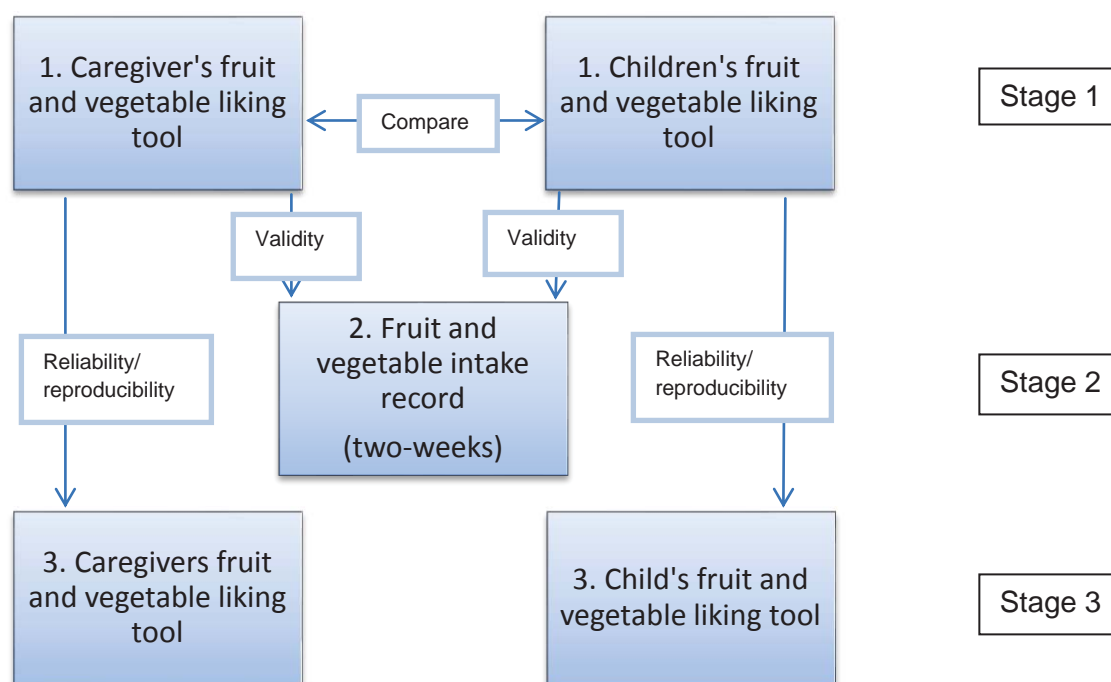 1. Caregiver's fruit
and vegetable liking
tool
Compare
1. Children's fruit
and vegetable liking
tool
Stage 1
Validity
Validity
Reliability/
reproducibility
2. Fruit and
vegetable intake
record
(two-weeks)
Reliability/
reproducibility
Stage 2
3. Caregivers fruit
and vegetable liking
tool
3. Child's fruit and
vegetable liking tool
Stage 3